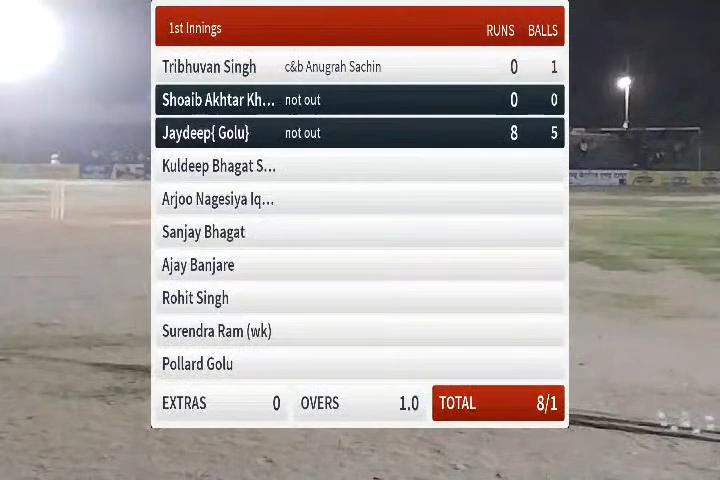 1st Innings RUNS BALLS
Tribhuvan Singh c&b Anugrah Sachin 0 1
Shoaib Akhtar Kh... not out 0 0
Jaydeep{ Golu} not out 8 5
Kuldeep Bhagat S...
Arjoo Nagesiya Iq...
Sanjay Bhagat
Ajay Banjare
Rohit Singh
Surendra Ram (wk)
Pollard Golu
EXTRAS 0 OVERS 1.0 TOTAL 8/1